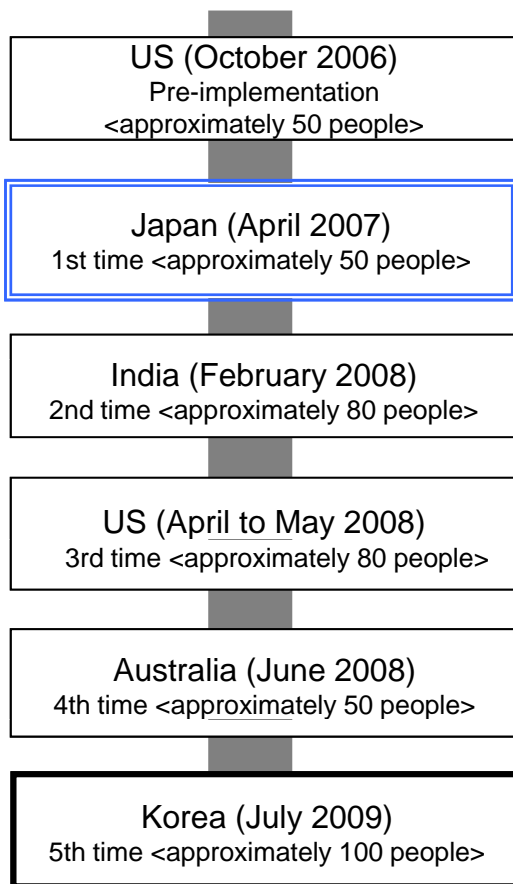 US (October 2006)
Pre-implementation
<approximately 50 people>
Japan (April 2007)
1st time <approximately 50 people>
India (February 2008)
2nd time <approximately 80 people>
US (April to May 2008)
3rd time <approximately 80 people>
Australia (June 2008)
4th time <approximately 50 people>
Korea (July 2009)
5th time <approximately 100 people>